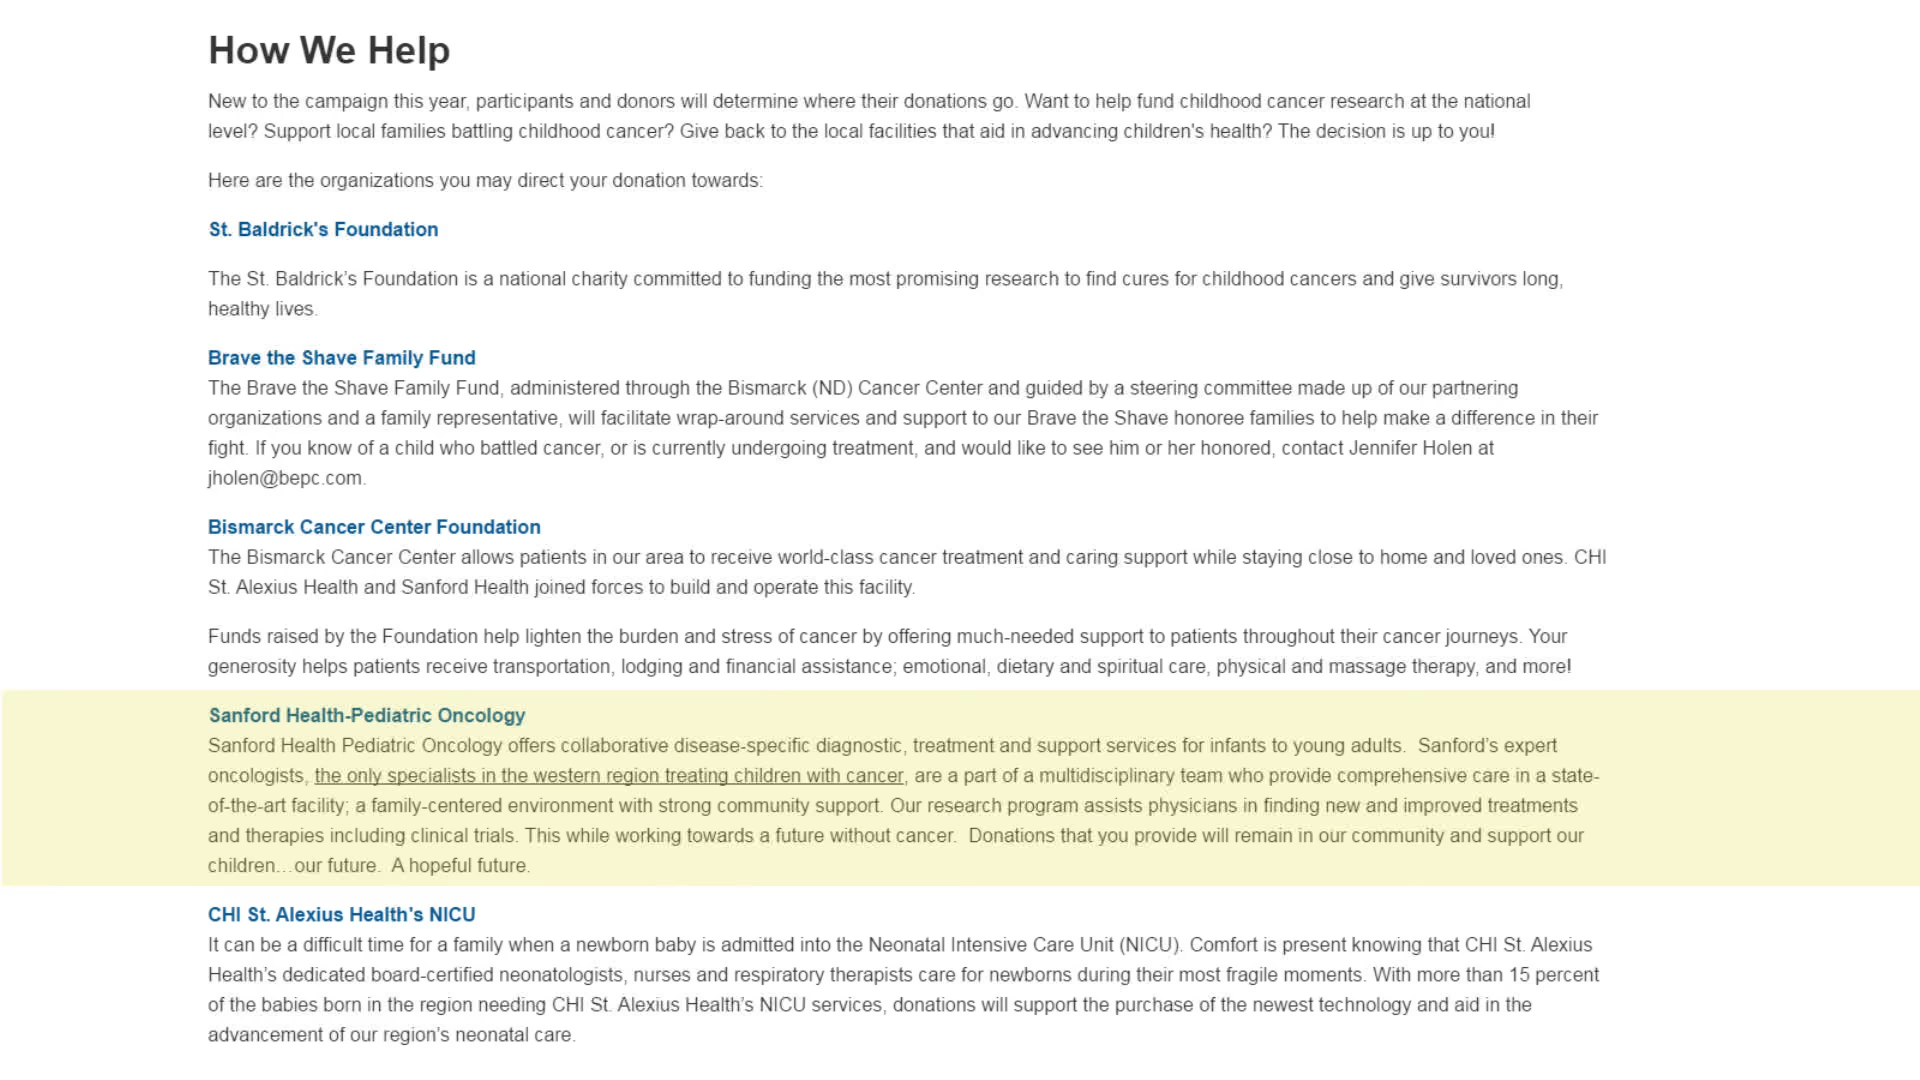 How We Help
New to the campaign this year, participants and donors will determine where their donations go. Want to help fund childhood cancer research at the national
level? Support local families battling childhood cancer? Give back to the local facilities that aid in advancing children's health? The decision is up to you!
Here are the organizations you may direct your donation towards:
St. Baldrick's Foundation
The St. Baldrick’s Foundation is a national charity committed to funding the most promising research to find cures for childhood cancers and give survivors long,
healthy lives.
Brave the Shave Family Fund
The Brave the Shave Family Fund, administered through the Bismarck (ND) Cancer Center and guided by a steering committee made up of our partnering
organizations and a family representative, will facilitate wrap-around services and support to our Brave the Shave honoree families to help make a difference in their
fight. If you know of a child who battled cancer, or is currently undergoing treatment, and would like to see him or her honored, contact Jennifer Holen at
jholen@bepc.com.
Bismarck Cancer Center Foundation
The Bismarck Cancer Center allows patients in our area to receive world-class cancer treatment and caring support while staying close to home and loved ones. CHI
St. Alexius Health and Sanford Health joined forces to build and operate this facility.
Funds raised by the Foundation help lighten the burden and stress of cancer by offering much-needed support to patients throughout their cancer journeys. Your
generosity helps patients receive transportation, lodging and financial assistance; emotional, dietary and spiritual care, physical and massage therapy, and more!
Sanford Health-Pediatric Oncology
Sanford Health Pediatric Oncology offers collaborative disease-specific diagnostic, treatment and support services for infants to young adults. Sanford’s expert
oncologists, the only specialists in the western region treating children with cancer, are a part of a multidisciplinary team who provide comprehensive care in a state-
of-the-art facility; a family-centered environment with strong community support. Our research program assists physicians in finding new and improved treatments
and therapies including clinical trials. This while working towards a future without cancer. Donations that you provide will remain in our community and support our
children...our future. A hopeful future.
CHI St. Alexius Health's NICU
It can be a difficult time for a family when a newborn baby is admitted into the Neonatal Intensive Care Unit (NICU). Comfort is present knowing that CHI St. Alexius
Health’s dedicated board-certified neonatologists, nurses and respiratory therapists care for newborns during their most fragile moments. With more than 15 percent
of the babies born in the region needing CHI St. Alexius Health’s NICU services, donations will support the purchase of the newest technology and aid in the
advancement of our region’s neonatal care.